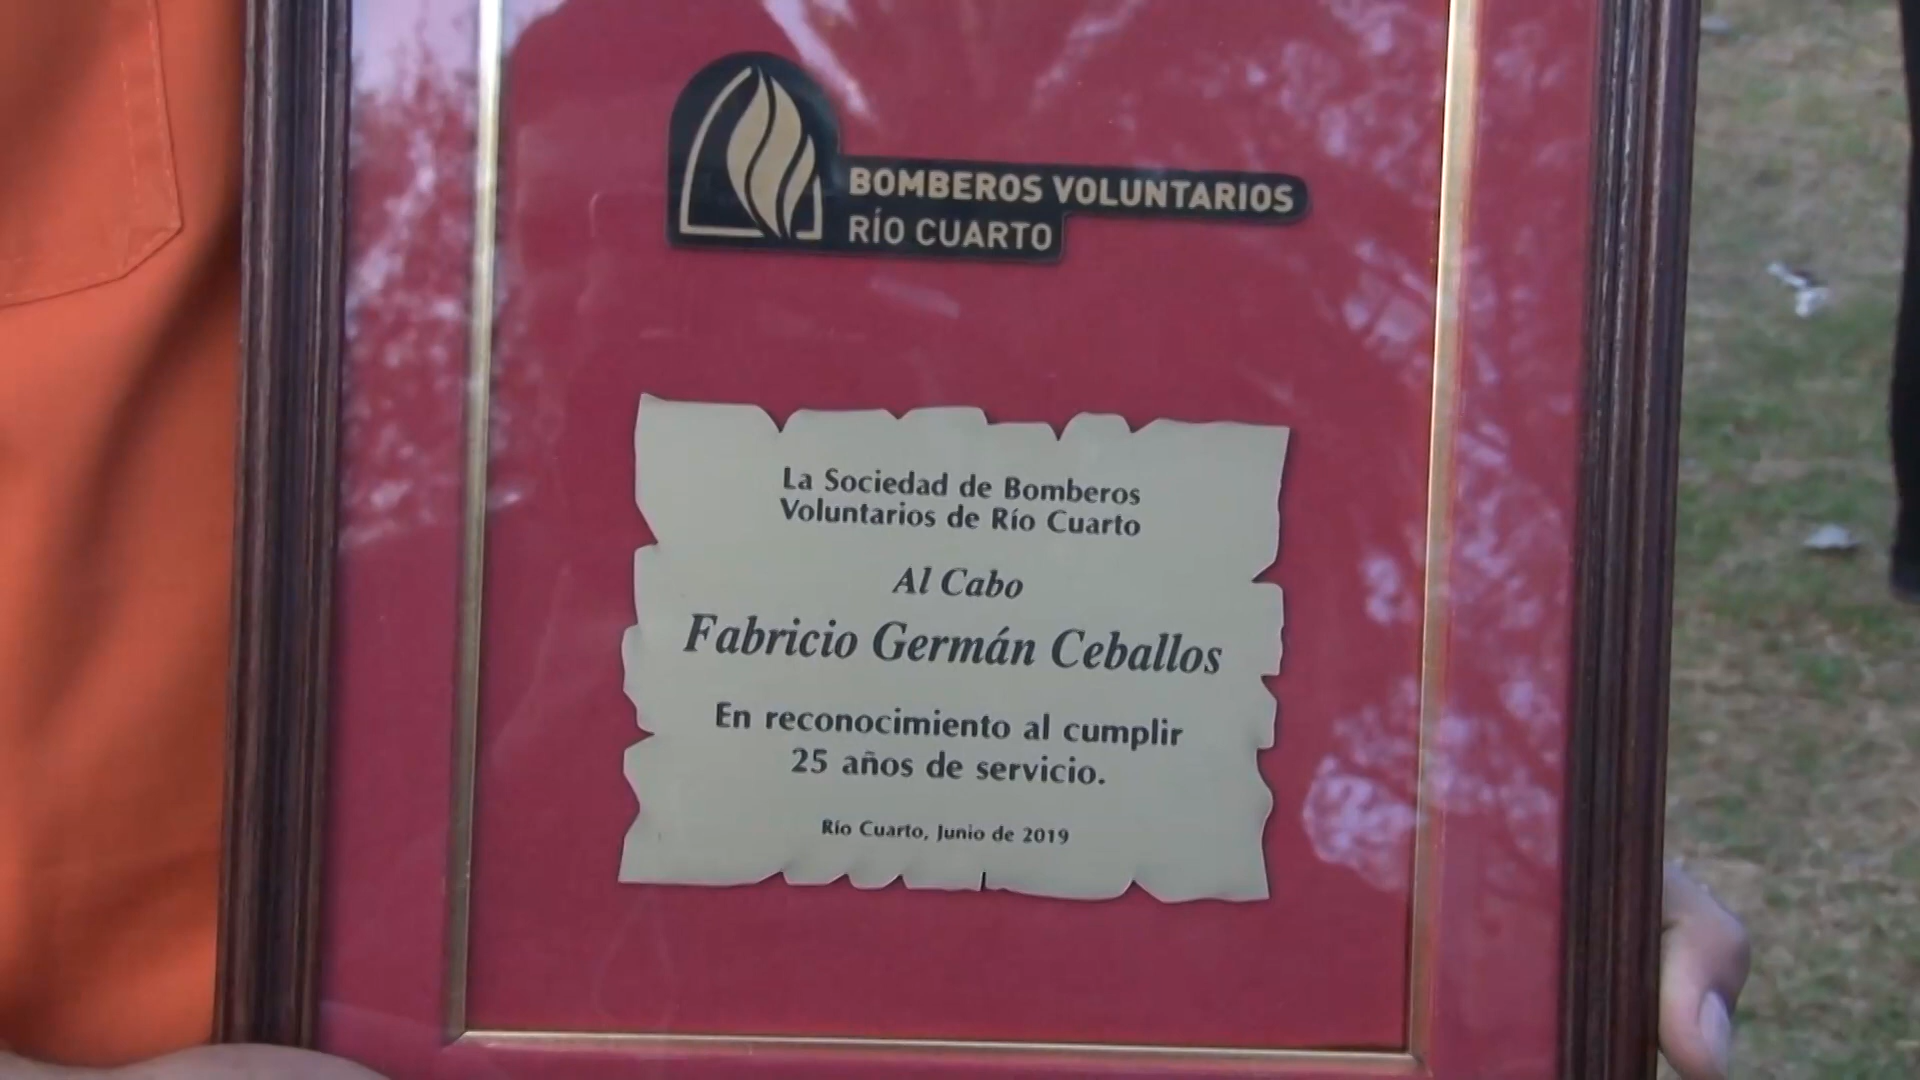 BOMBEROS VOLUNTARIOS
RÍO CUARTO
La Sociedad de Bomberos
Voluntarios de Río Cuarto
Al Cabo
Fabricio Germán Ceballos
En reconocimiento al cumplir
25 años de servicio.
Río Cuarto, Junio de 2019